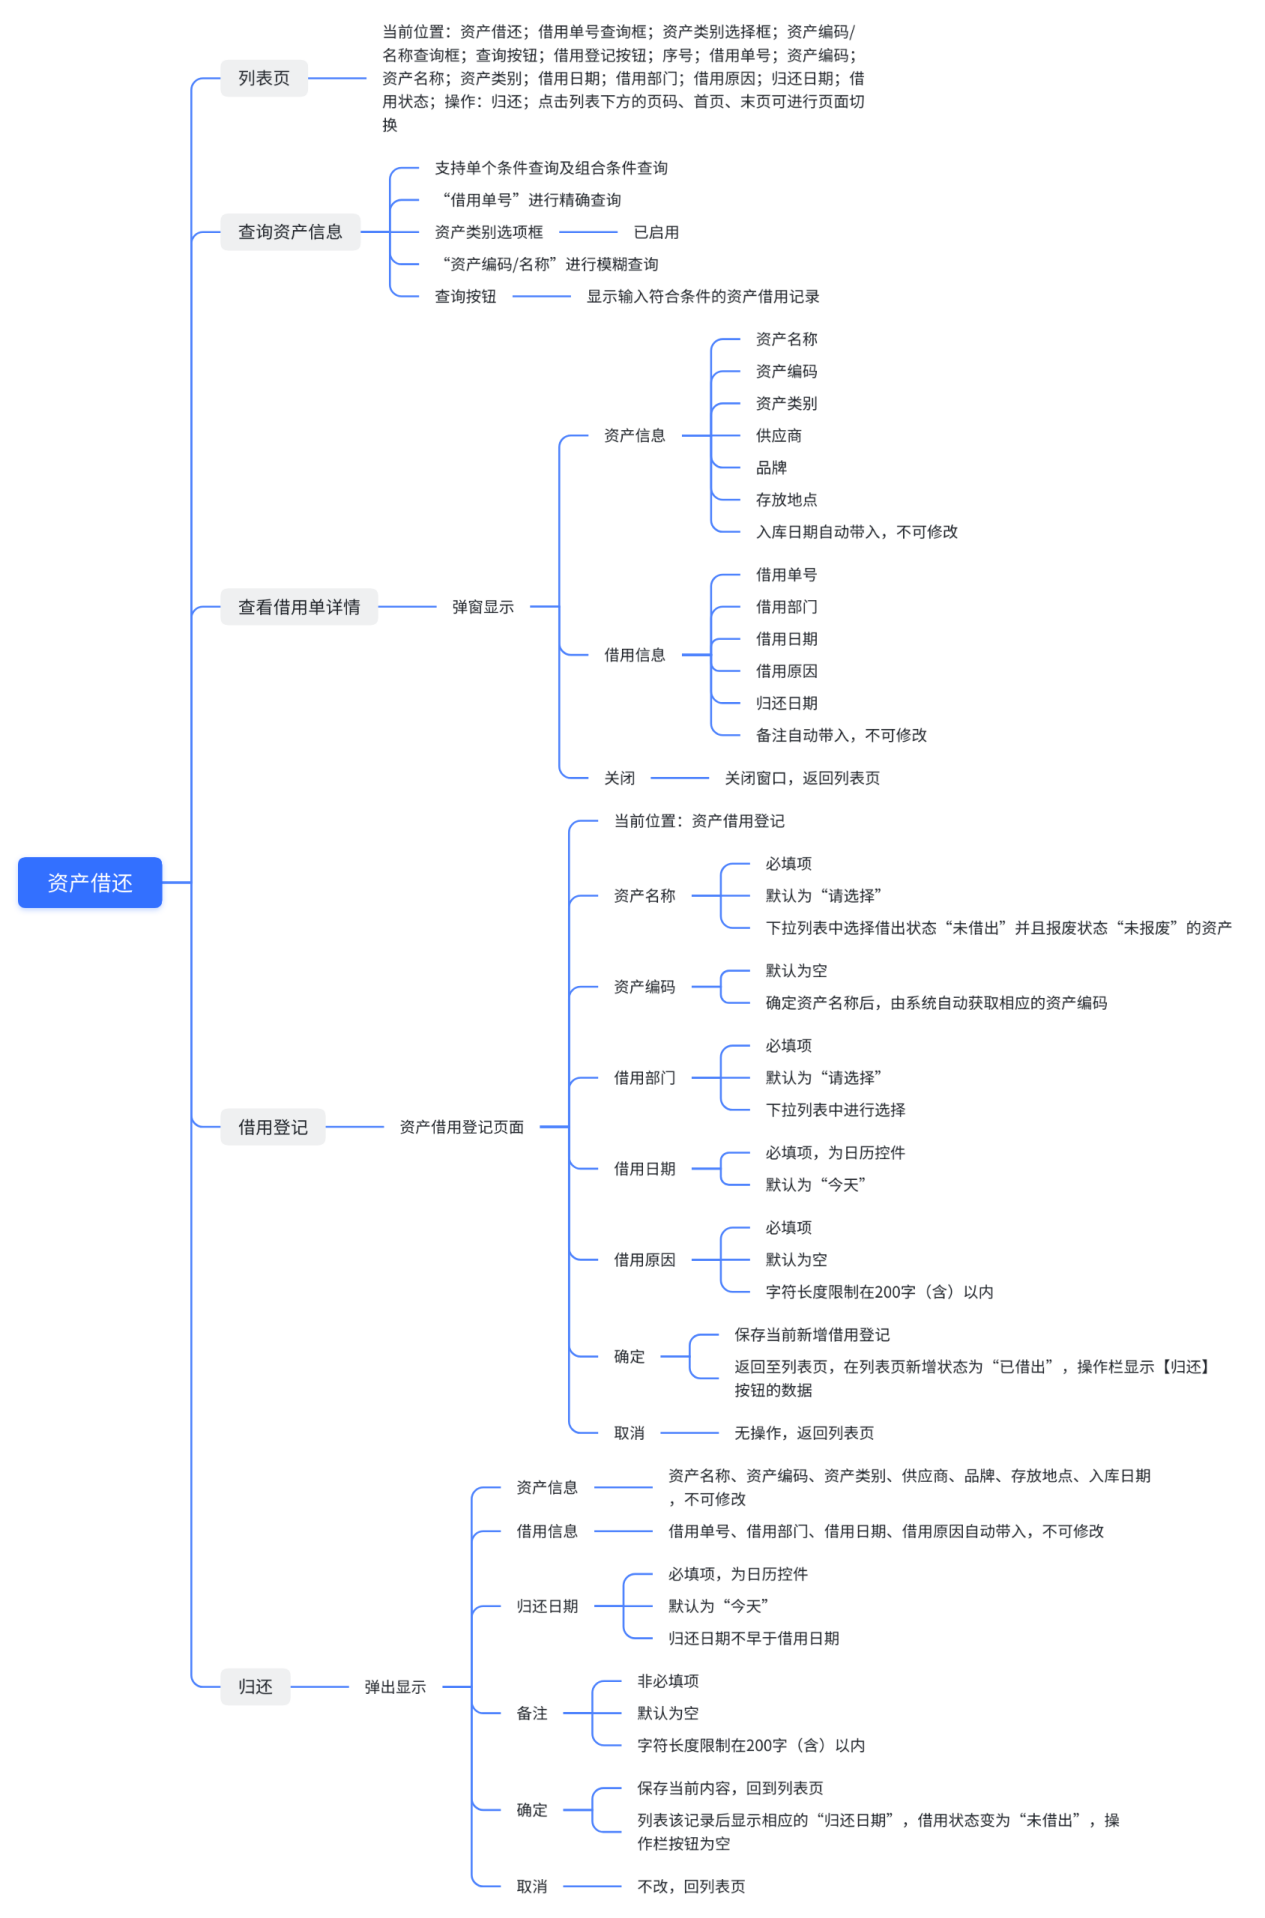 资产借还
列表页
当前位置：资产借还；借用单号查询框；资产类别选择框；资产编码/
名称查询框；查询按钮；借用登记按钮；序号；借用单号；资产编码；
资产名称；资产类别；借用日期；借用部门；借用原因；归还日期；借
用状态；操作：归还；点击列表下方的页码、首页、末页可进行页面切
换
查询资产信息
支持单个条件查询及组合条件查询
“借用单号”进行精确查询
资产类别选项框
已启用
“资产编码/名称”进行模糊查询
查询按钮
显示输入符合条件的资产借用记录
查看借用单详情
弹窗显示
资产信息
资产名称
资产编码
资产类别
供应商
品牌
存放地点
入库日期自动带入，不可修改
借用信息
借用单号
借用部门
借用日期
借用原因
归还日期
备注自动带入，不可修改
关闭
关闭窗口，返回列表页
借用登记
资产借用登记页面
当前位置：资产借用登记
资产名称
必填项
默认为“请选择”
下拉列表中选择借出状态“未借出”并且报废状态“未报废”的资产
资产编码
默认为空
确定资产名称后，由系统自动获取相应的资产编码
借用部门
必填项
默认为“请选择”
下拉列表中进行选择
借用日期
必填项，为日历控件
默认为“今天”
借用原因
必填项
默认为空
字符长度限制在200字（含）以内
确定
保存当前新增借用登记
返回至列表页，在列表页新增状态为“已借出”，操作栏显示【归还】
按钮的数据
取消
无操作，返回列表页
归还
弹出显示
资产信息
资产名称、资产编码、资产类别、供应商、品牌、存放地点、入库日期
，不可修改
借用信息
借用单号、借用部门、借用日期、借用原因自动带入，不可修改
归还日期
必填项，为日历控件
默认为“今天”
归还日期不早于借用日期
备注
非必填项
默认为空
字符长度限制在200字（含）以内
确定
保存当前内容，回到列表页
列表该记录后显示相应的“归还日期”，借用状态变为“未借出”，操
作栏按钮为空
取消
不改，回列表页